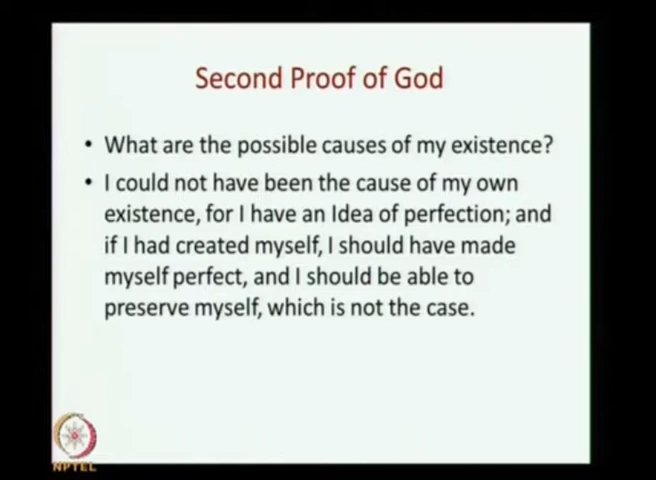 Second Proof of God
• What are the possible causes of my existence?
• I could not have been the cause of my own
existence, for I have an Idea of perfection; and
if I had created myself, I should have made
myself perfect, and I should be able to
preserve myself, which is not the case.
NPTEL